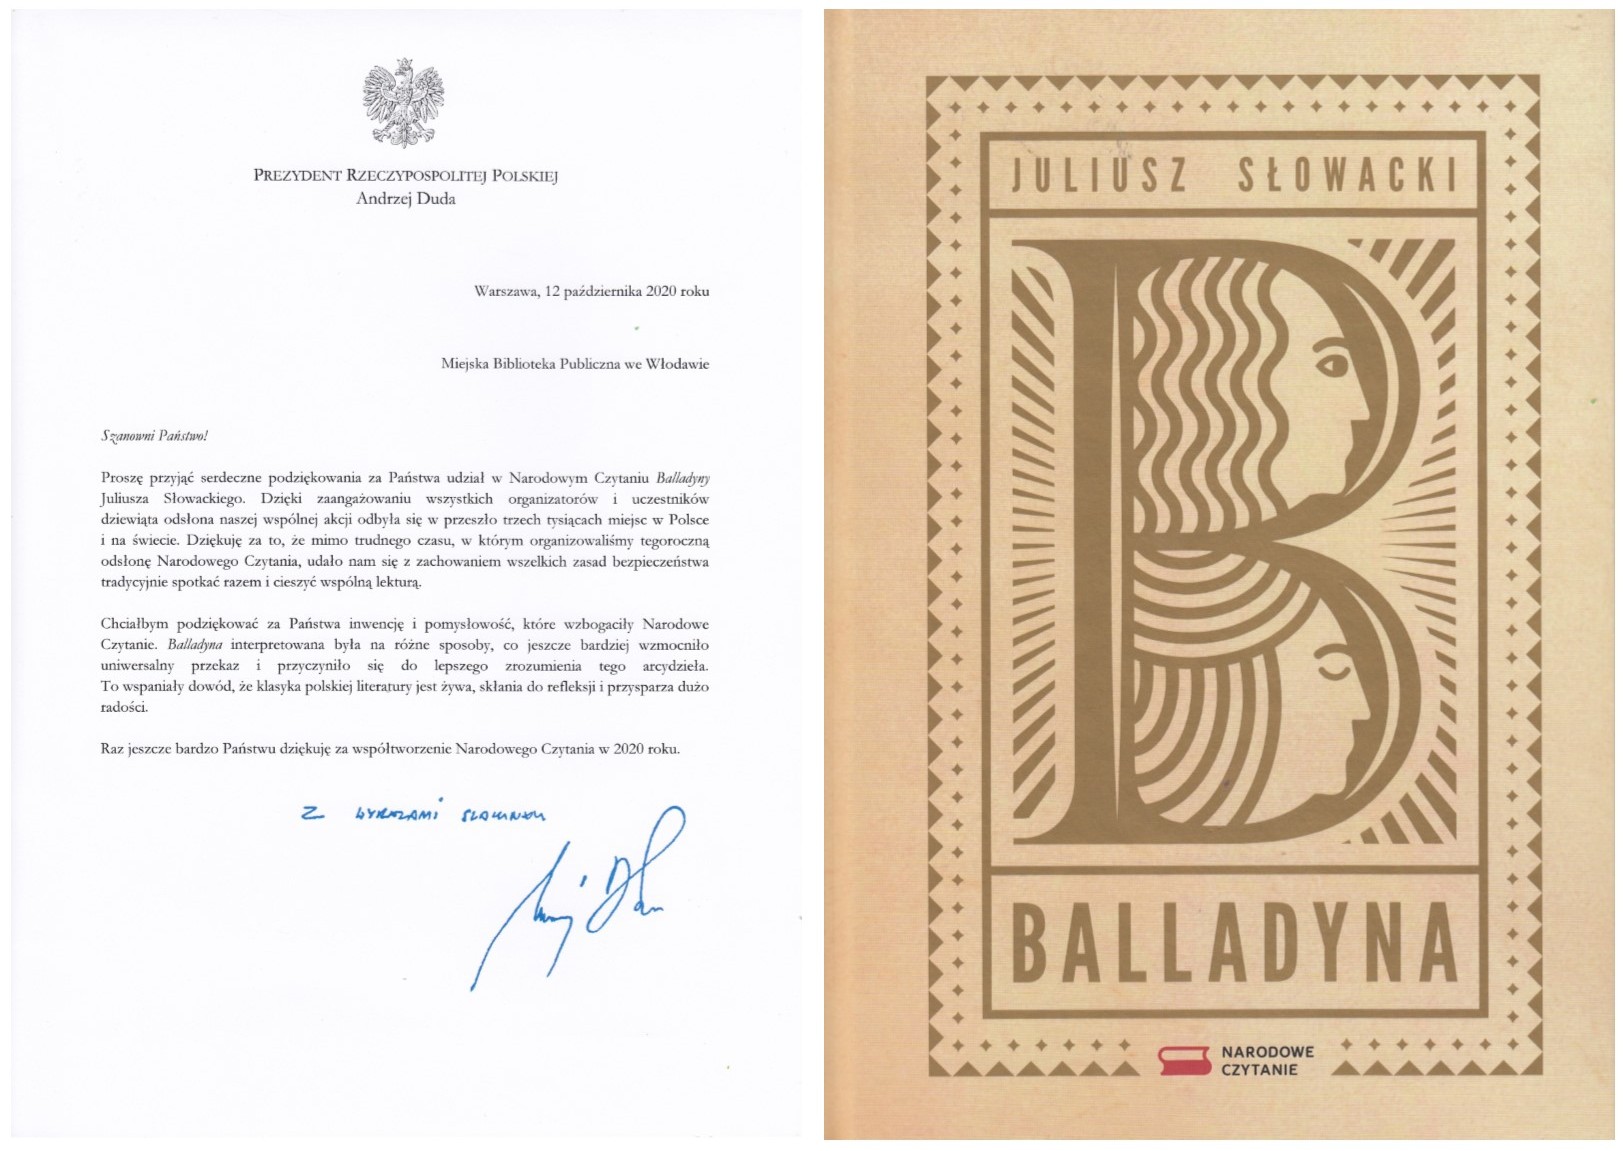 PREZYDENT RZECZYPOSPOLITEJ POLSKIEJ
Andrzej Duda
Warszawa, 12 października 2020 roku
Miejska Biblioteka Publiczna we Włodawie
Szanowni Państwo!
Proszę przyjąć serdeczne podziękowania za Państwa udział w Narodowym Czytaniu Balladyny
Juliusza Słowackiego. Dzięki zaangażowaniu wszystkich organizatorów i uczestników
dziewiąta odsłona naszej wspólnej akcji odbyła się w przeszło trzech tysiącach miejsc w Polsce
i na świecie. Dziękuję za to, że mimo trudnego czasu, w którym organizowaliśmy tegoroczną
odsłonę Narodowego Czytania, udało nam się z zachowaniem wszelkich zasad bezpieczeństwa
tradycyjnie spotkać razem i cieszyć wspólną lekturą.
Chciałbym podziękować za Państwa inwencję i pomysłowość, które wzbogaciły Narodowe
Czytanie. Balladyna interpretowana była na różne sposoby, co jeszcze bardziej wzmocniło
uniwersalny przekaz i przyczyniło się do lepszego zrozumienia tego arcydzieła.
To wspaniały dowód, że klasyka polskiej literatury jest żywa, skłania do refleksji i przysparza dużo
radości.
Raz jeszcze bardzo Państwu dziękuję za współtworzenie Narodowego Czytania w 2020 roku.
Z WYRAZAMI SZACUNKU
JULIUSZ SŁOWACKI
B
BALLADYNA
NARODOWE
CZYTANIE